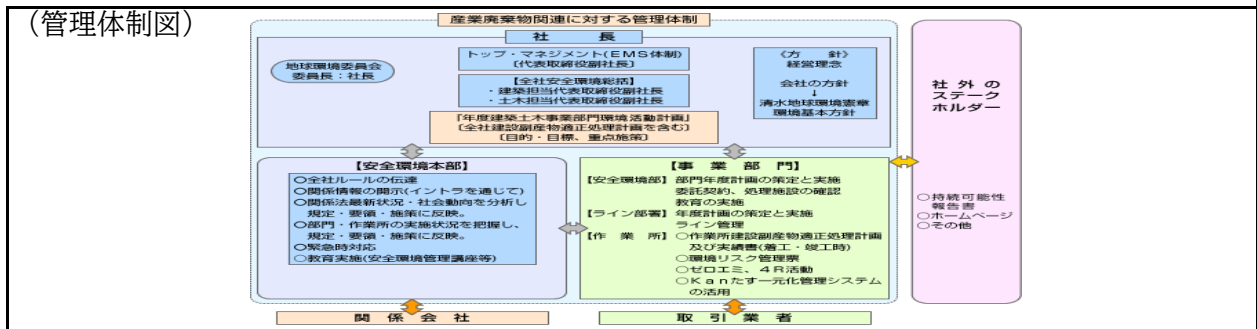 （管理体制図）
産業廃棄物関連に対する管理体制
社　長
地球環境委員会
委員長：社長
トップ・マネジメント(ＥＭＳ体制)
〔代表取締役副社長〕
【全社安全環境総括】
・建築担当代表取締役副社長
・土木担当代表取締役副社長
《方　針》
経営理念
会社の方針
↓
清水地球環境憲章
環境基本方針
「年度建築土木事業部門環境活動計画」
〔全社建設副産物適正処理計画を含む〕
〔目的・目標、重点施策〕
社 外 の
ステーク
ホルダー
○持続可能性
報告書
○ホームページ
○その他
【安全環境本部】
○全社ルールの伝達
○関係情報の開示(イントラを通じて)
○関係法最新状況・社会動向を分析し
規定・要領・施策に反映。
○部門・作業所の実施状況を把握し、
規定・要領・施策に反映。
○緊急時対応
○教育実施(安全環境管理講座等)
【事　業　部　門】
【安全環境部】 部門年度計画の策定と実施
委託契約、処理施設の確認
教育の実施
【ライン部署】 年度計画の策定と実施
ライン管理
【作　業　所】 ○作業所建設副産物適正処理計画
及び実績書(着工・竣工時)
○環境リスク管理票
○ゼロエミ、４Ｒ活動
○Ｋａｎたす一元化管理システム
の活用
関　係　会　社
取　引　業　者